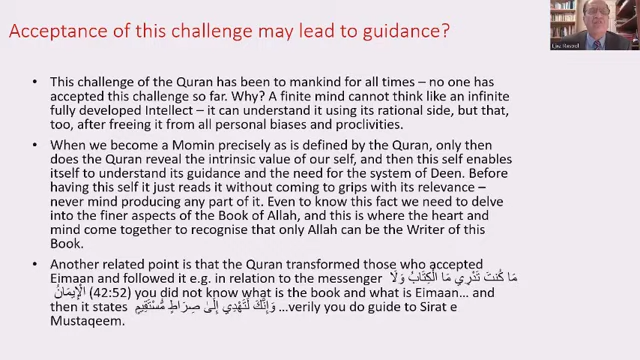 Acceptance of this challenge may lead to guidance?
• This challenge of the Quran has been to mankind for all times – no one has
accepted this challenge so far. Why? A finite mind cannot think like an infinite
fully developed Intellect – it can understand it using its rational side, but that,
too, after freeing it from all personal biases and proclivities.
• When we become a Momin precisely as is defined by the Quran, only then
does the Quran reveal the intrinsic value of our self, and then this self enables
itself to understand its guidance and the need for the system of Deen. Before
having this self it just reads it without coming to grips with its relevance –
never mind producing any part of it. Even to know this fact we need to delve
into the finer aspects of the Book of Allah, and this is where the heart and
mind come together to recognise that only Allah can be the Writer of this
Book.
• Another related point is that the Quran transformed those who accepted
Eimaan and followed it e.g. in relation to the messenger مَا كُنتَ تَدْرِي مَا الْكِتَابُ وَلَا
الْإِيمَانُ (42:52) you did not know what is the book and what is Eimaan... and
then it states وَإِنَّكَ لَتَهْدِي إِلَىٰ صِرَاطٍ مُّسْتَقِيمٍ ...verily you do guide to Sirat e
Mustaqeem.